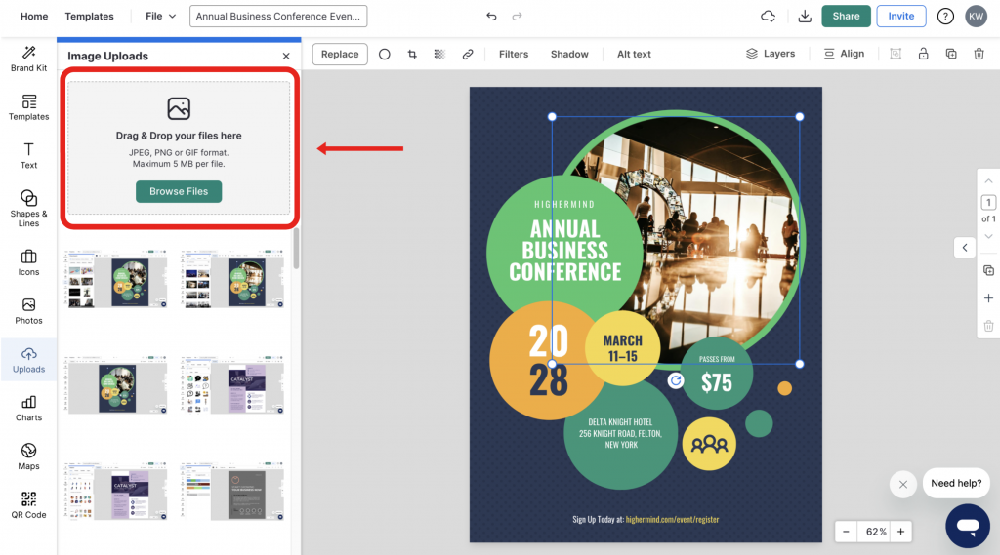 Home
Templates
File
Annual Business Conference Even...
Share
Invite
?
KW
Brand Kit
Templates
Text
Shapes &
Lines
Icons
Photos
Uploads
Charts
Maps
QR Code
Image Uploads
Drag & Drop your files here
JPEG, PNG or GIF format.
Maximum 5 MB per file.
Browse Files
Replace
Filters
Shadow
Alt text
Layers
Align
HIGHERMIND
ANNUAL
BUSINESS
CONFERENCE
20
28
MARCH
11–15
PASSES FROM
$75
DELTA KNIGHT HOTEL
256 KNIGHT ROAD, FELTON,
NEW YORK
Sign Up Today at: highermind.com/event/register
1
of 1
Need help?
62%
CATALYST
CATALYST